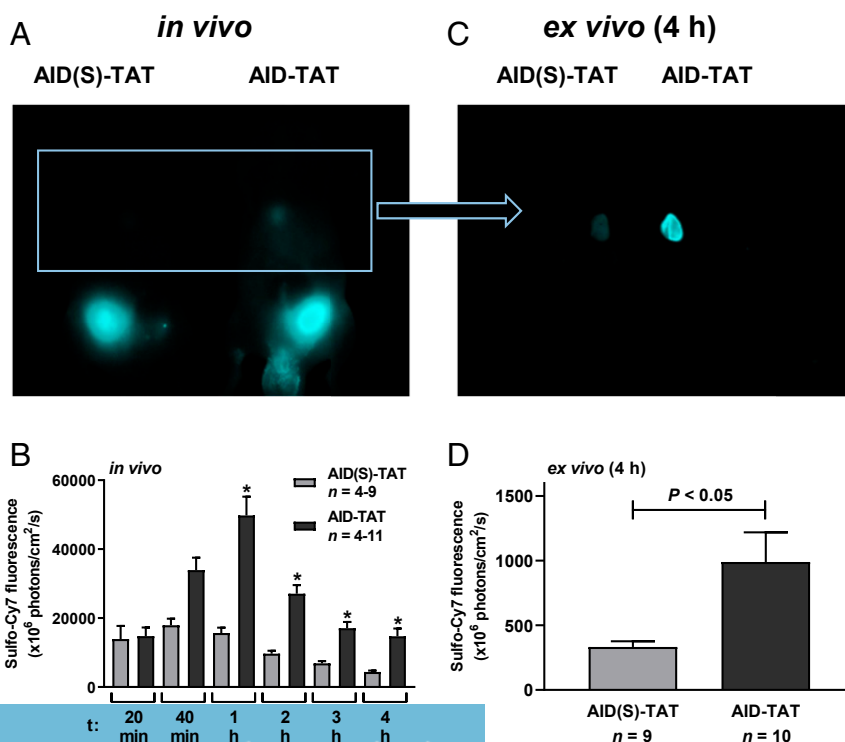 A
in vivo
AID(S)-TAT AID-TAT
C
ex vivo (4 h)
AID(S)-TAT AID-TAT
B
in vivo
Sulfo-Cy7 fluorescence
(x10⁶ photons/cm²/s)
60000
40000
20000
0
AID(S)-TAT
n = 4-9
AID-TAT
n = 4-11
*
*
*
*
t: 20 min 40 min 1 h 2 h 3 h 4 h
D
ex vivo (4 h)
Sulfo-Cy7 fluorescence
(x10⁶ photons/cm²/s)
1500
1000
500
0
P < 0.05
AID(S)-TAT AID-TAT
n = 9 n = 10